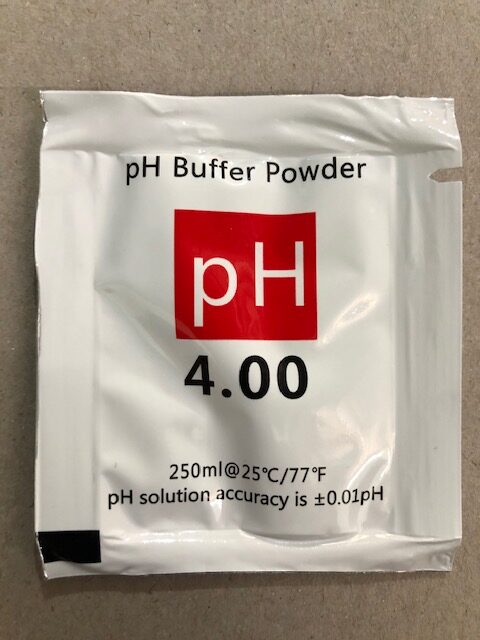 pH Buffer Powder
pH
4.00
250ml@25℃/77℉
pH solution accuracy is ±0.01pH